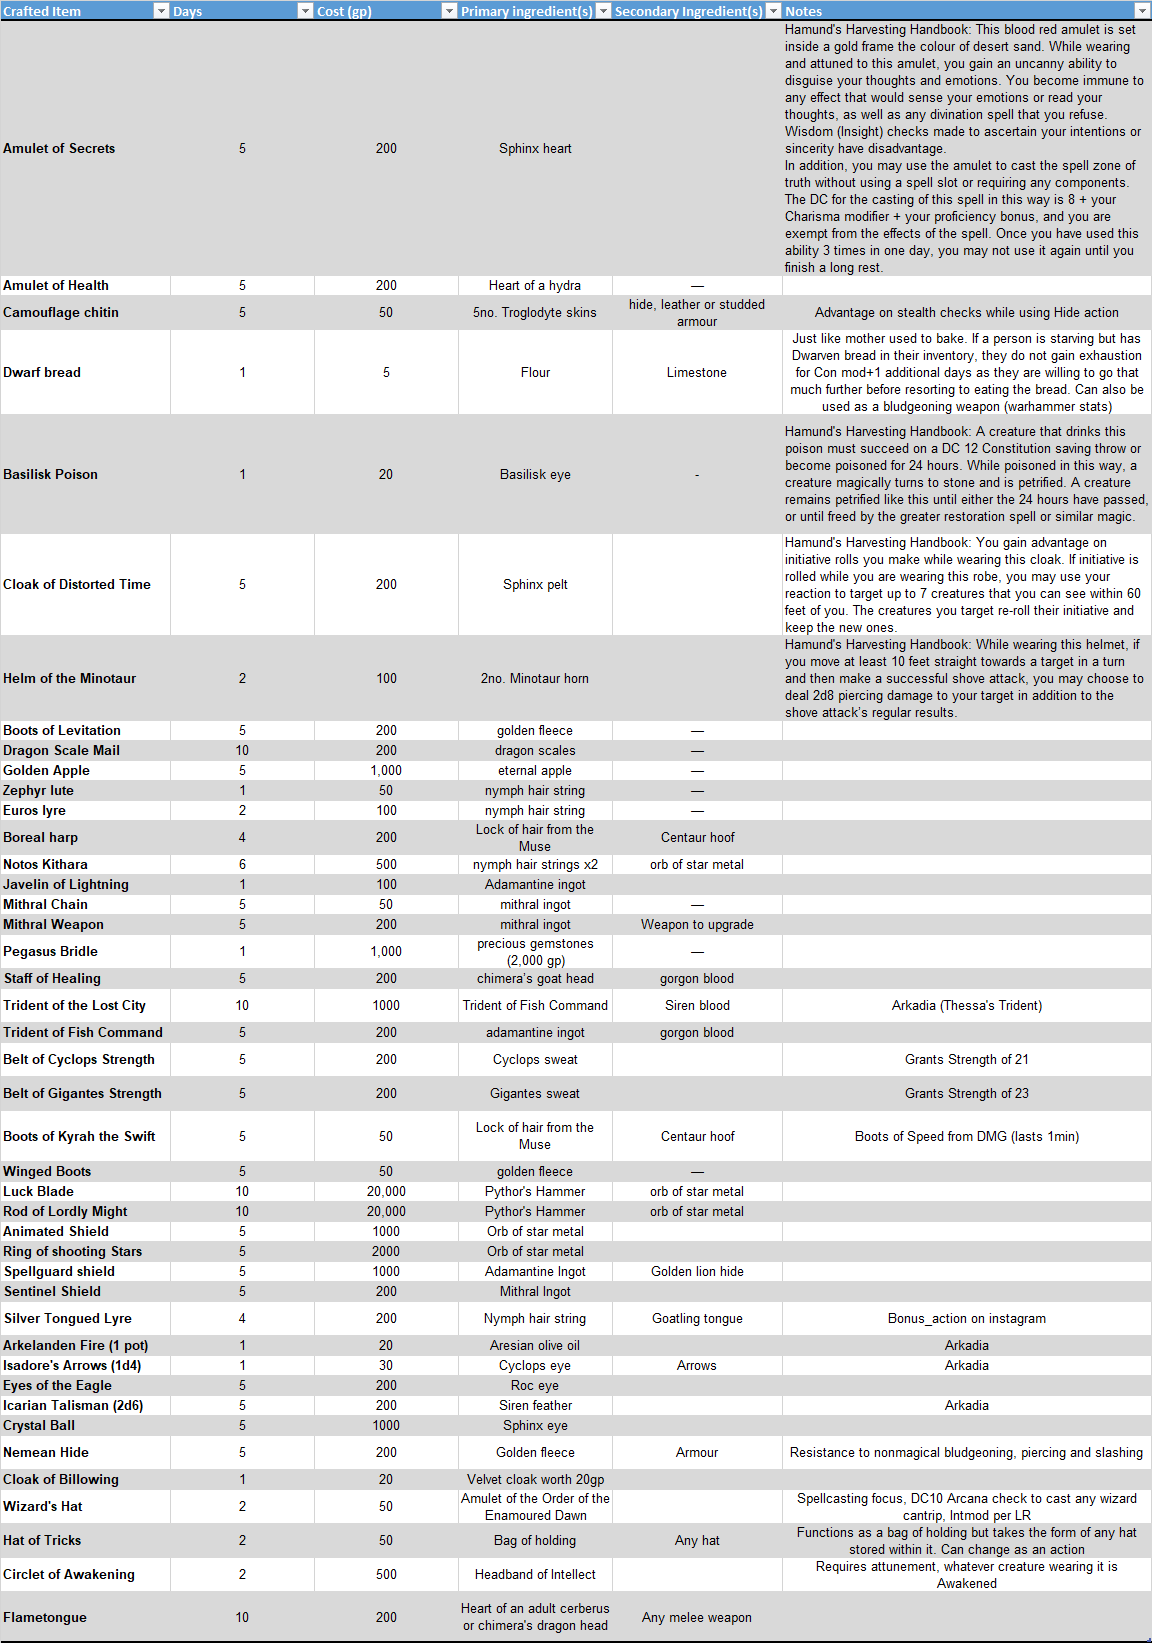 Crafted Item Days Cost (gp) Primary ingredient(s) Secondary Ingredient(s) Notes
Hamund's Harvesting Handbook: This blood red amulet is set
inside a gold frame the colour of desert sand. While wearing
and attuned to this amulet, you gain an uncanny ability to
disguise your thoughts and emotions. You become immune to
any effect that would sense your emotions or read your
thoughts, as well as any divination spell that you refuse.
Wisdom (Insight) checks made to ascertain your intentions or
Amulet of Secrets 5 200 Sphinx heart
sincerity have disadvantage.
In addition, you may use the amulet to cast the spell zone of
truth without using a spell slot or requiring any components.
The DC for the casting of this spell in this way is 8 + your
Charisma modifier + your proficiency bonus, and you are
exempt from the effects of the spell. Once you have used this
ability 3 times in one day, you may not use it again until you
finish a long rest.
Amulet of Health 5 200 Heart of a hydra —
Camouflage chitin 5 50 5no. Troglodyte skins hide, leather or studded
armour
Advantage on stealth checks while using Hide action
Dwarf bread 1 5 Flour Limestone
Just like mother used to bake. If a person is starving but has
Dwarven bread in their inventory, they do not gain exhaustion
for Con mod+1 additional days as they are willing to go that
much further before resorting to eating the bread. Can also be
used as a bludgeoning weapon (warhammer stats)
Basilisk Poison 1 20 Basilisk eye -
Hamund's Harvesting Handbook: A creature that drinks this
poison must succeed on a DC 12 Constitution saving throw or
become poisoned for 24 hours. While poisoned in this way, a
creature magically turns to stone and is petrified. A creature
remains petrified like this until either the 24 hours have passed,
or until freed by the greater restoration spell or similar magic.
Cloak of Distorted Time 5 200 Sphinx pelt
Hamund's Harvesting Handbook: You gain advantage on
initiative rolls you make while wearing this cloak. If initiative is
rolled while you are wearing this robe, you may use your
reaction to target up to 7 creatures that you can see within 60
feet of you. The creatures you target re-roll their initiative and
keep the new ones.
Helm of the Minotaur 2 100 2no. Minotaur horn
Hamund's Harvesting Handbook: While wearing this helmet, if
you move at least 10 feet straight towards a target in a turn
and then make a successful shove attack, you may choose to
deal 2d8 piercing damage to your target in addition to the
shove attack's regular results.
Boots of Levitation 5 200 golden fleece —
Dragon Scale Mail 10 200 dragon scales —
Golden Apple 5 1,000 eternal apple —
Zephyr lute 1 50 nymph hair string —
Euros lyre 2 100 nymph hair string —
Boreal harp 4 200 Lock of hair from the
Muse
Centaur hoof
Notos Kithara 6 500 nymph hair strings x2 orb of star metal
Javelin of Lightning 1 100 Adamantine ingot
Mithral Chain 5 50 mithral ingot —
Mithral Weapon 5 200 mithral ingot Weapon to upgrade
Pegasus Bridle 1 1,000 precious gemstones
(2,000 gp)
—
Staff of Healing 5 200 chimera's goat head gorgon blood
Trident of the Lost City 10 1000 Trident of Fish Command Siren blood Arkadia (Thessa's Trident)
Trident of Fish Command 5 200 adamantine ingot gorgon blood
Belt of Cyclops Strength 5 200 Cyclops sweat Grants Strength of 21
Belt of Gigantes Strength 5 200 Gigantes sweat Grants Strength of 23
Boots of Kyrah the Swift 5 50 Lock of hair from the
Muse
Centaur hoof Boots of Speed from DMG (lasts 1min)
Winged Boots 5 50 golden fleece —
Luck Blade 10 20,000 Pythor's Hammer orb of star metal
Rod of Lordly Might 10 20,000 Pythor's Hammer orb of star metal
Animated Shield 5 1000 Orb of star metal
Ring of shooting Stars 5 2000 Orb of star metal
Spellguard shield 5 1000 Adamantine Ingot Golden lion hide
Sentinel Shield 5 200 Mithral Ingot
Silver Tongued Lyre 4 200 Nymph hair string Goatling tongue Bonus_action on instagram
Arkelanden Fire (1 pot) 1 20 Aresian olive oil Arkadia
Isadore's Arrows (1d4) 1 30 Cyclops eye Arrows Arkadia
Eyes of the Eagle 5 200 Roc eye
Icarian Talisman (2d6) 5 200 Siren feather Arkadia
Crystal Ball 5 1000 Sphinx eye
Nemean Hide 5 200 Golden fleece Armour Resistance to nonmagical bludgeoning, piercing and slashing
Cloak of Billowing 1 20 Velvet cloak worth 20gp
Wizard's Hat 2 50 Amulet of the Order of the
Enamoured Dawn
Spellcasting focus, DC10 Arcana check to cast any wizard
cantrip, Intmod per LR
Hat of Tricks 2 50 Bag of holding Any hat
Functions as a bag of holding but takes the form of any hat
stored within it. Can change as an action
Circlet of Awakening 2 500 Headband of Intellect
Requires attunement, whatever creature wearing it is
Awakened
Flametongue 10 200 Heart of an adult cerberus
or chimera's dragon head
Any melee weapon